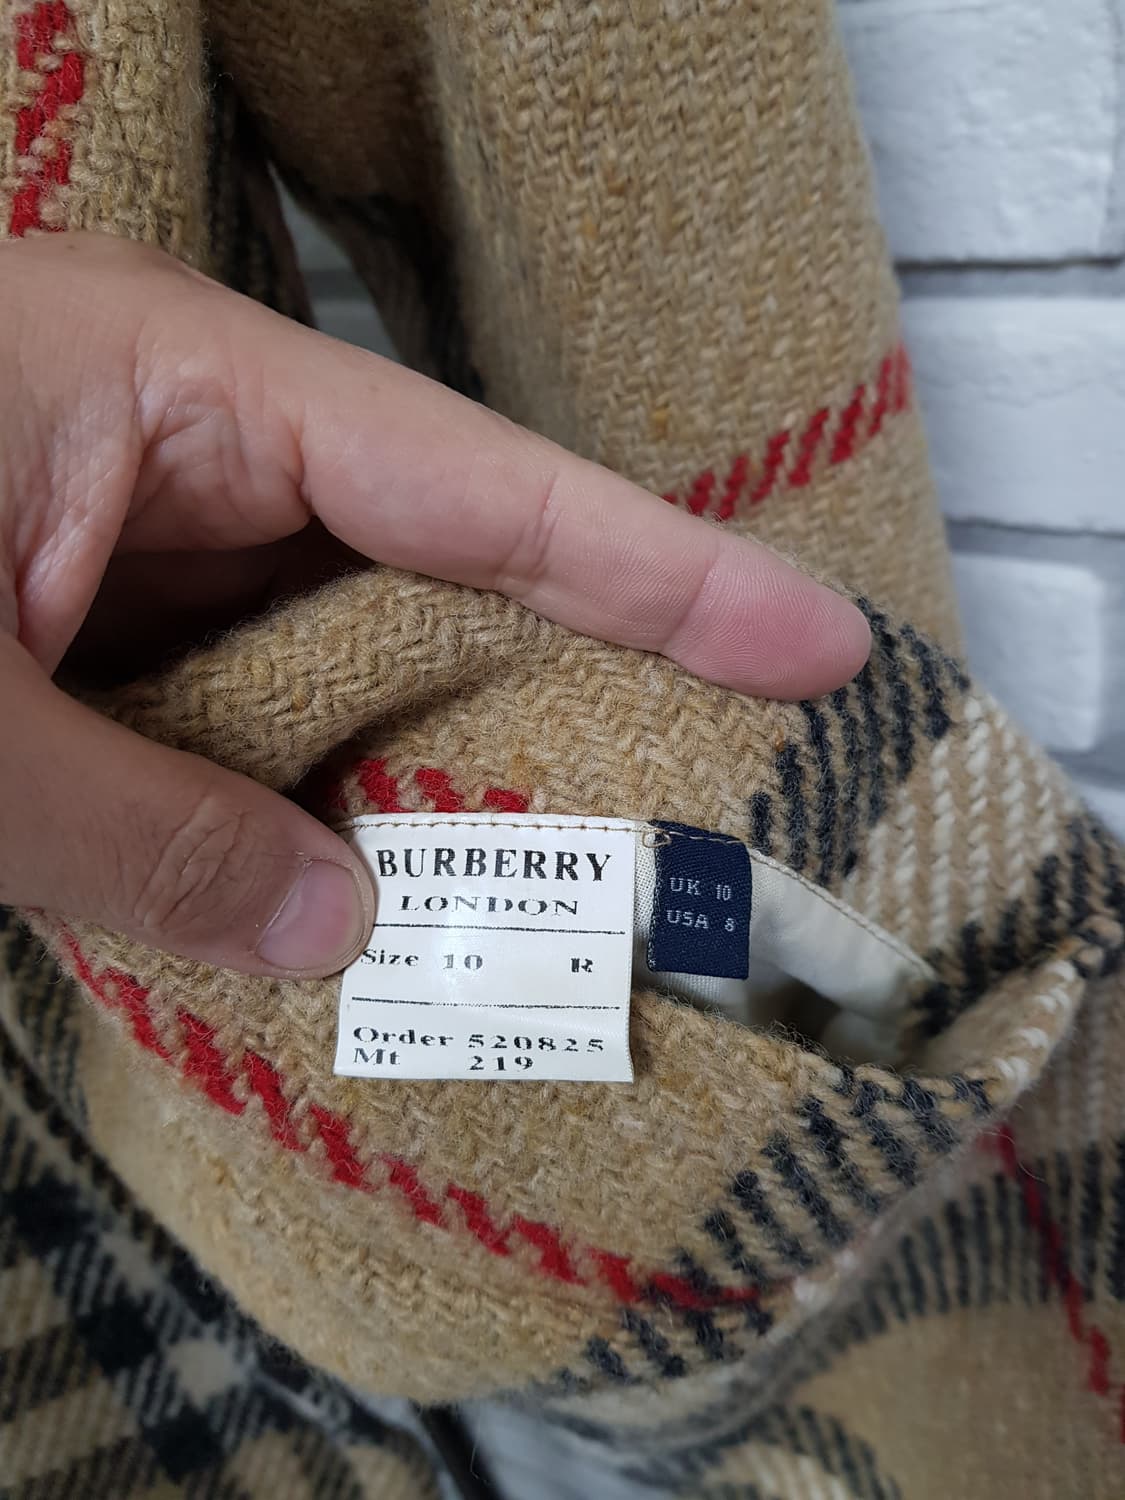 BURBERRY
LONDON
Size 10 R
Order 520825
Mt 219
UK 10
USA 8